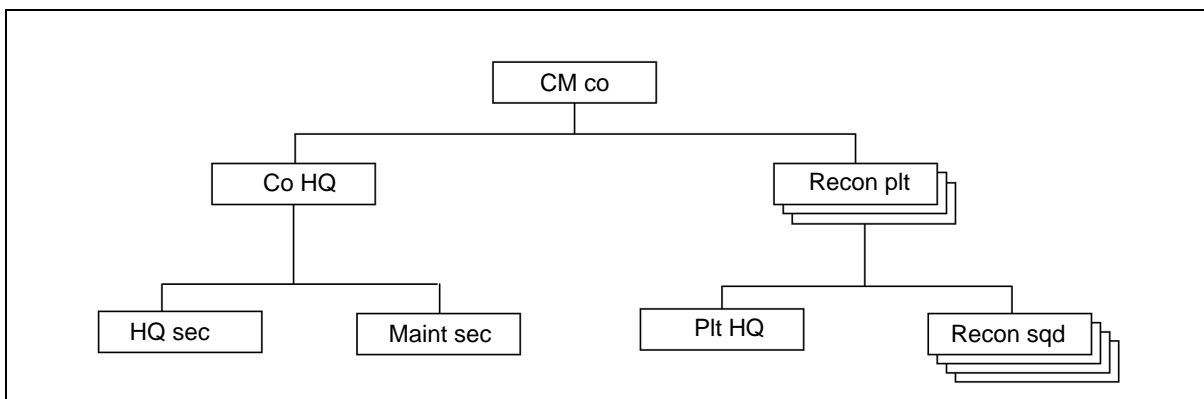 CM co
Co HQ
Recon plt
HQ sec
Maint sec
Plt HQ
Recon sqd